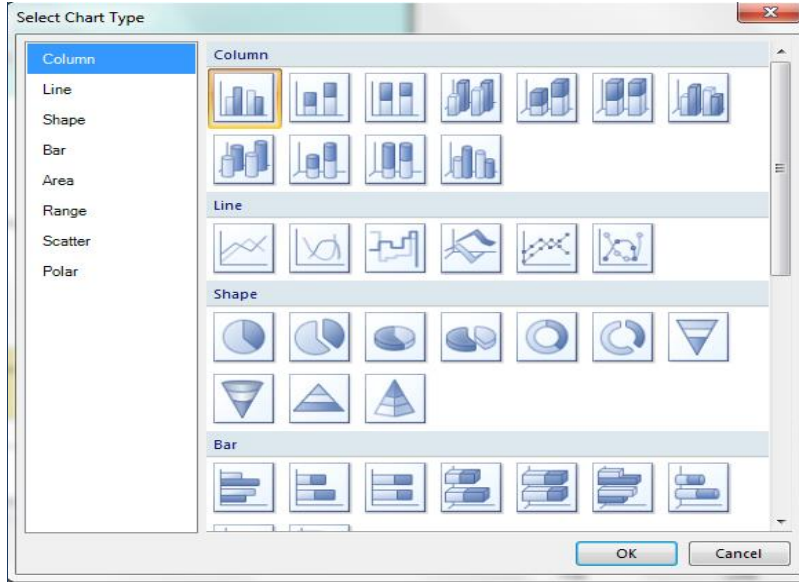 Select Chart Type
Column
Line
Shape
Bar
Area
Range
Scatter
Polar
Column
Line
Shape
Bar
OK
Cancel